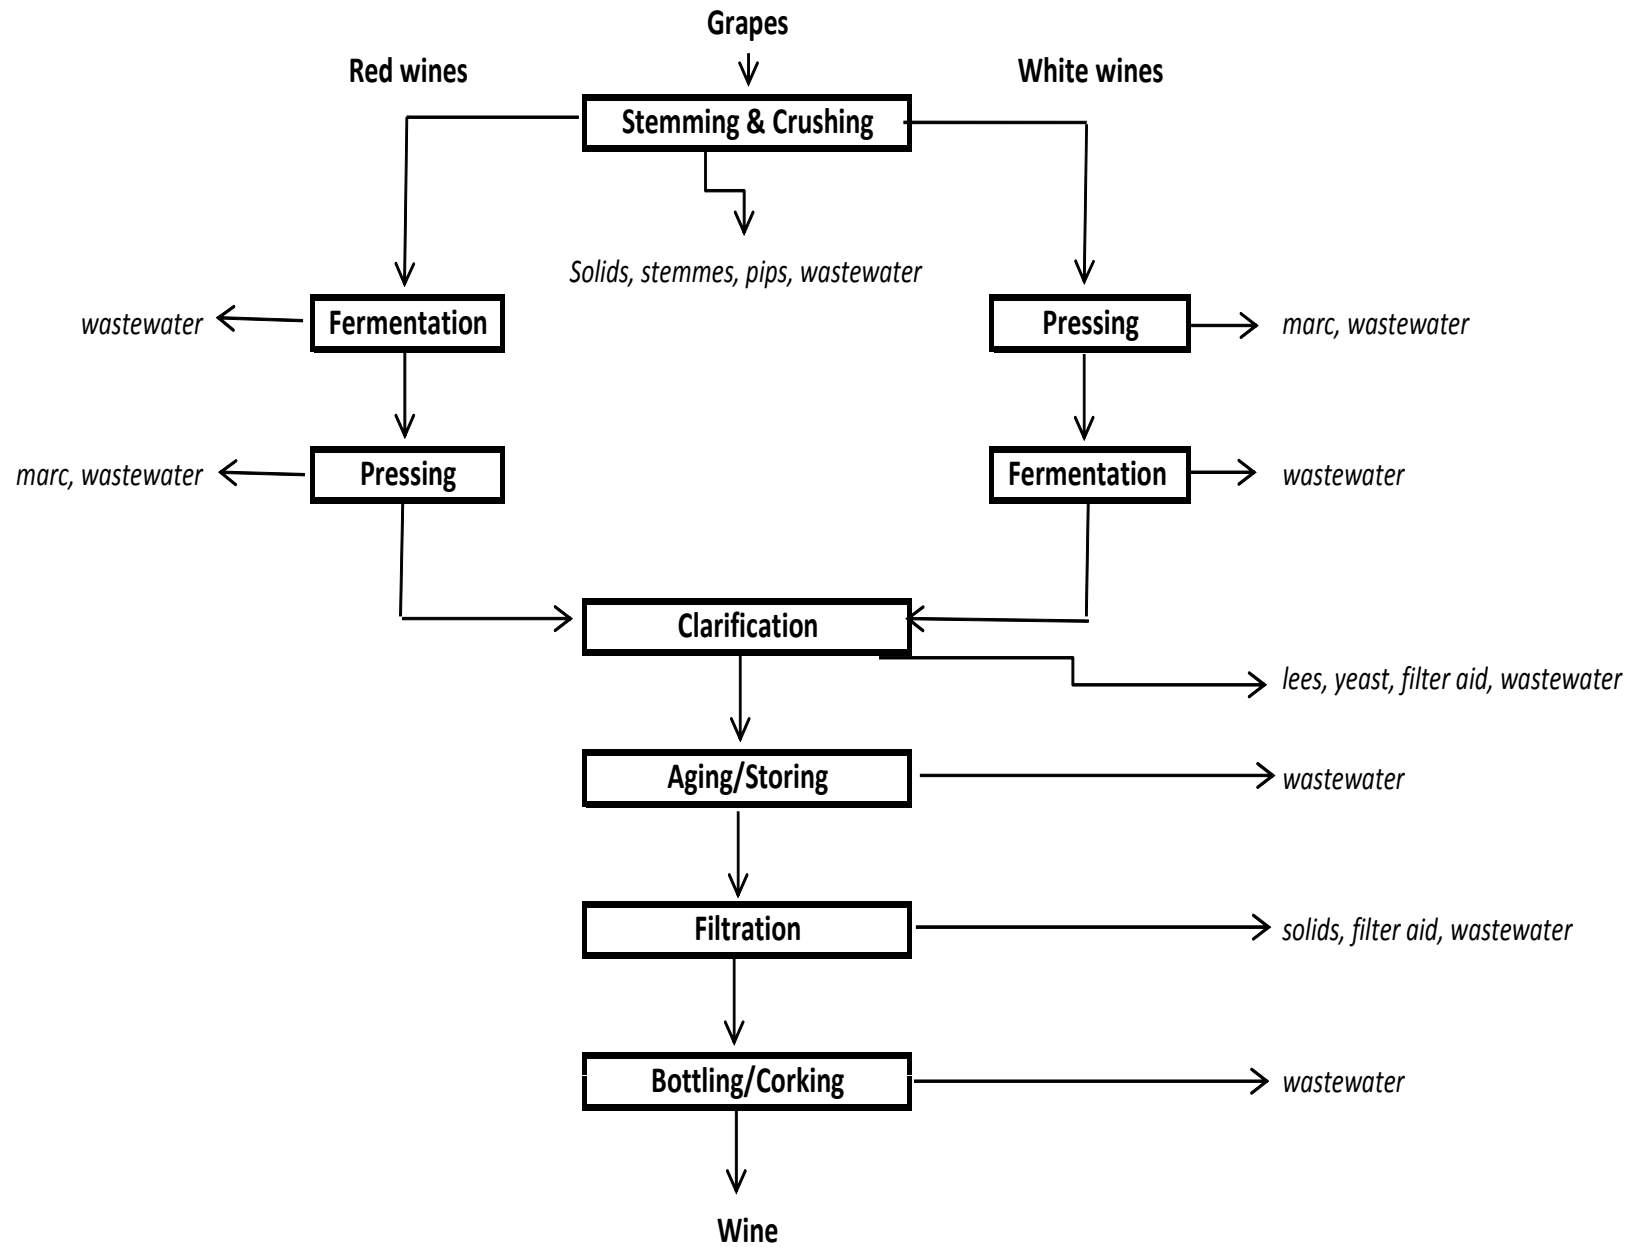 Grapes
Red wines
White wines
Stemming & Crushing
Solids, stemmes, pips, wastewater
wastewater
Fermentation
Pressing
marc, wastewater
marc, wastewater
Pressing
Fermentation
wastewater
Clarification
lees, yeast, filter aid, wastewater
Aging/Storing
wastewater
Filtration
solids, filter aid, wastewater
Bottling/Corking
wastewater
Wine